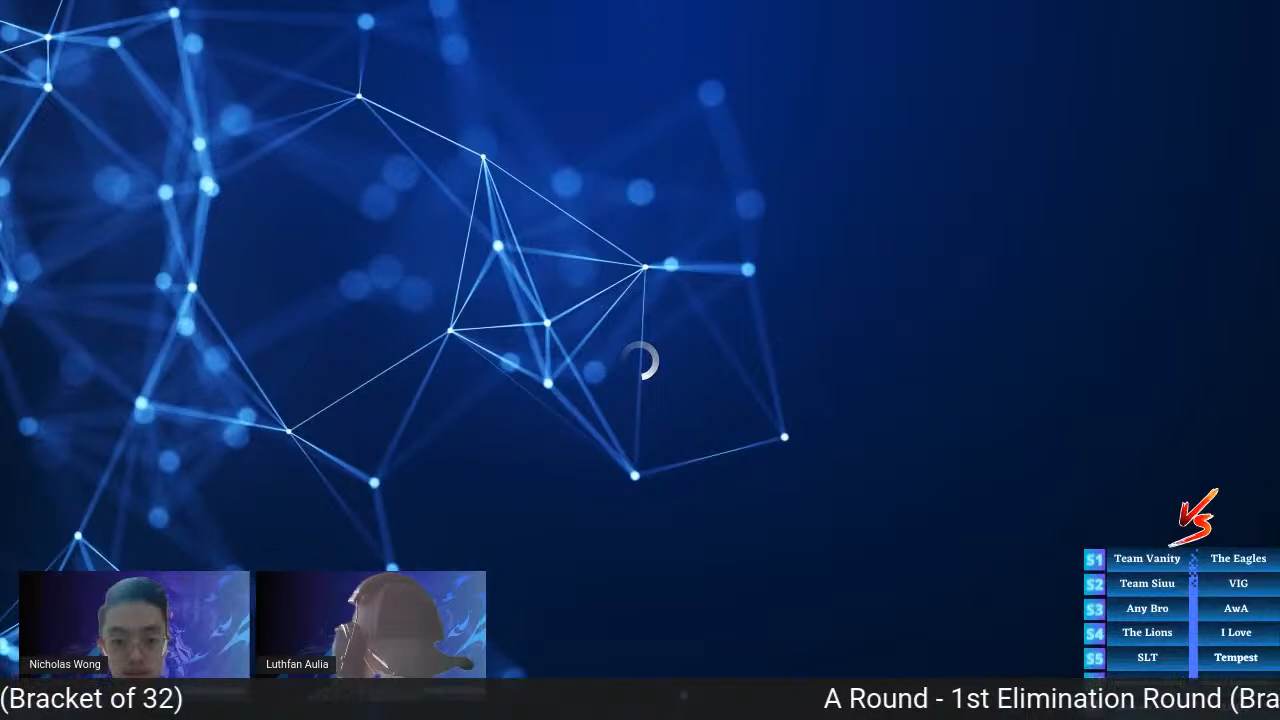 VS
S1 Team Vanity The Eagles
S2 Team Siuu VIG
S3 Any Bro AwA
S4 The Lions I Love
S5 SLT Tempest
Nicholas Wong Luthfan Aulia
(Bracket of 32) A Round - 1st Elimination Round (Bra